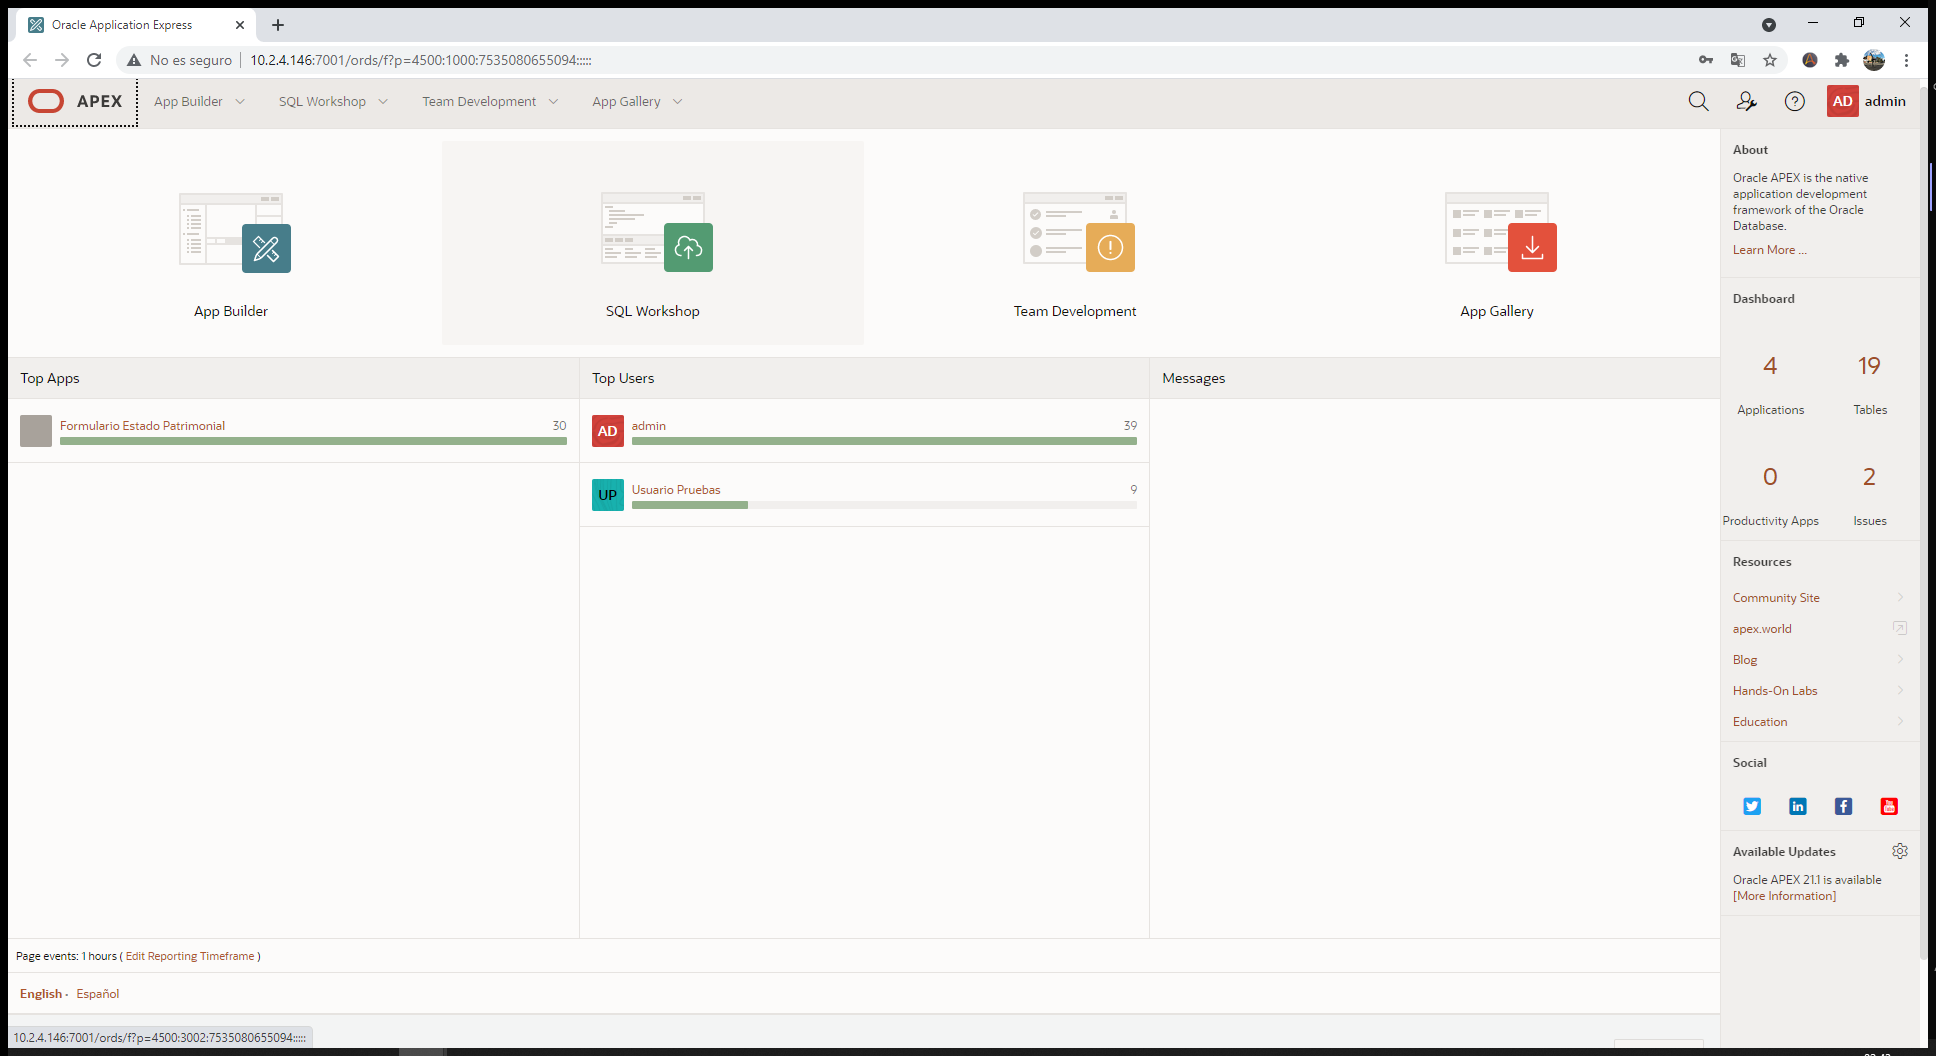 Oracle Application Express
No es seguro
10.2.4.146:7001/ords/f?p=4500:1000:7535080655094:::::
APEX
App Builder
SQL Workshop
Team Development
App Gallery
AD
admin
App Builder
SQL Workshop
Team Development
App Gallery
Top Apps
Formulario Estado Patrimonial
30
Top Users
AD
admin
39
UP
Usuario Pruebas
9
Messages
About
Oracle APEX is the native
application development
framework of the Oracle
Database.
Learn More ...
Dashboard
4
19
Applications
Tables
0
2
Productivity Apps
Issues
Resources
Community Site
apex.world
Blog
Hands-On Labs
Education
Social
Available Updates
Oracle APEX 21.1 is available
[More Information]
Page events: 1 hours ( Edit Reporting Timeframe )
English · Español
10.2.4.146:7001/ords/f?p=4500:3002:7535080655094:::::